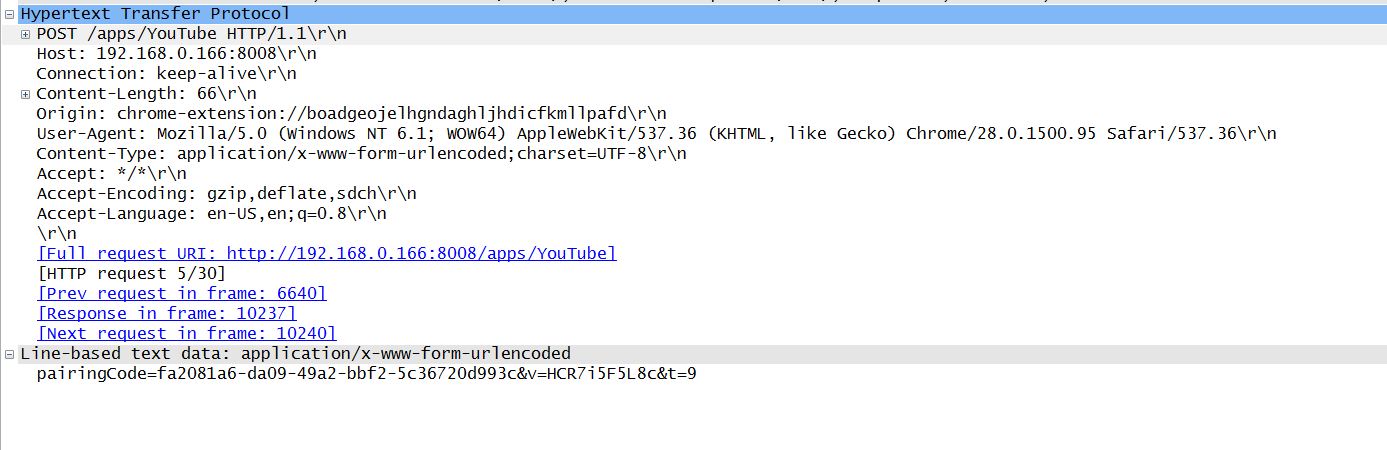 Hypertext Transfer Protocol
POST /apps/YouTube HTTP/1.1\r\n
Host: 192.168.0.166:8008\r\n
Connection: keep-alive\r\n
Content-Length: 66\r\n
Origin: chrome-extension://boadgeojelhgndaghljhdicfkmllpafd\r\n
User-Agent: Mozilla/5.0 (Windows NT 6.1; WOW64) AppleWebKit/537.36 (KHTML, like Gecko) Chrome/28.0.1500.95 Safari/537.36\r\n
Content-Type: application/x-www-form-urlencoded;charset=UTF-8\r\n
Accept: */*\r\n
Accept-Encoding: gzip,deflate,sdch\r\n
Accept-Language: en-US,en;q=0.8\r\n
\r\n
[Full request URI: http://192.168.0.166:8008/apps/YouTube]
[HTTP request 5/30]
[Prev request in frame: 6640]
[Response in frame: 10237]
[Next request in frame: 10240]
Line-based text data: application/x-www-form-urlencoded
pairingCode=fa2081a6-da09-49a2-bbf2-5c36720d993c&v=HCR7i5F5L8c&t=9